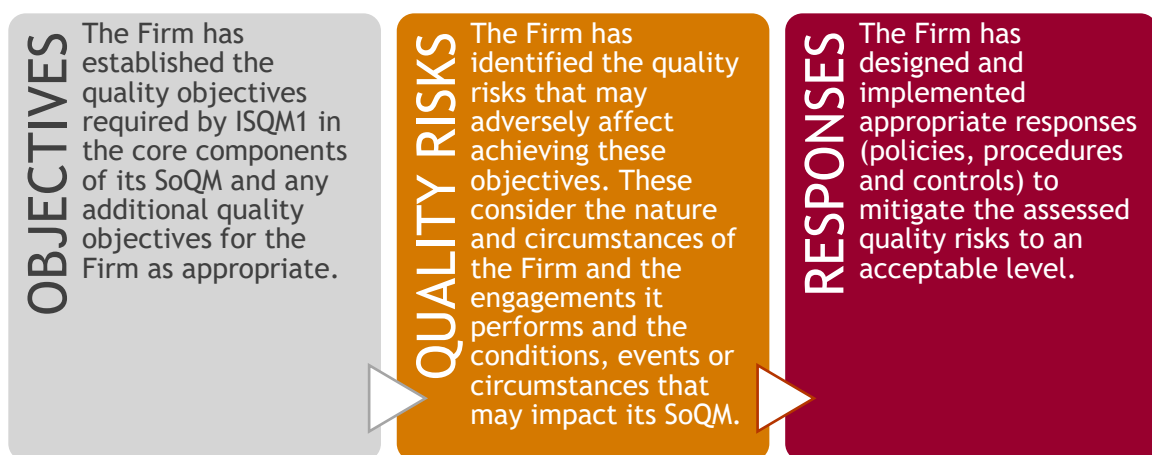 OBJECTIVES
The Firm has
established the
quality objectives
required by ISQM1 in
the core components
of its SoQM and any
additional quality
objectives for the
Firm as appropriate.
QUALITY RISKS
The Firm has
identified the quality
risks that may
adversely affect
achieving these
objectives. These
consider the nature
and circumstances of
the Firm and the
engagements it
performs and the
conditions, events or
circumstances that
may impact its SoQM.
RESPONSES
The Firm has
designed and
implemented
appropriate responses
(policies, procedures
and controls) to
mitigate the assessed
quality risks to an
acceptable level.